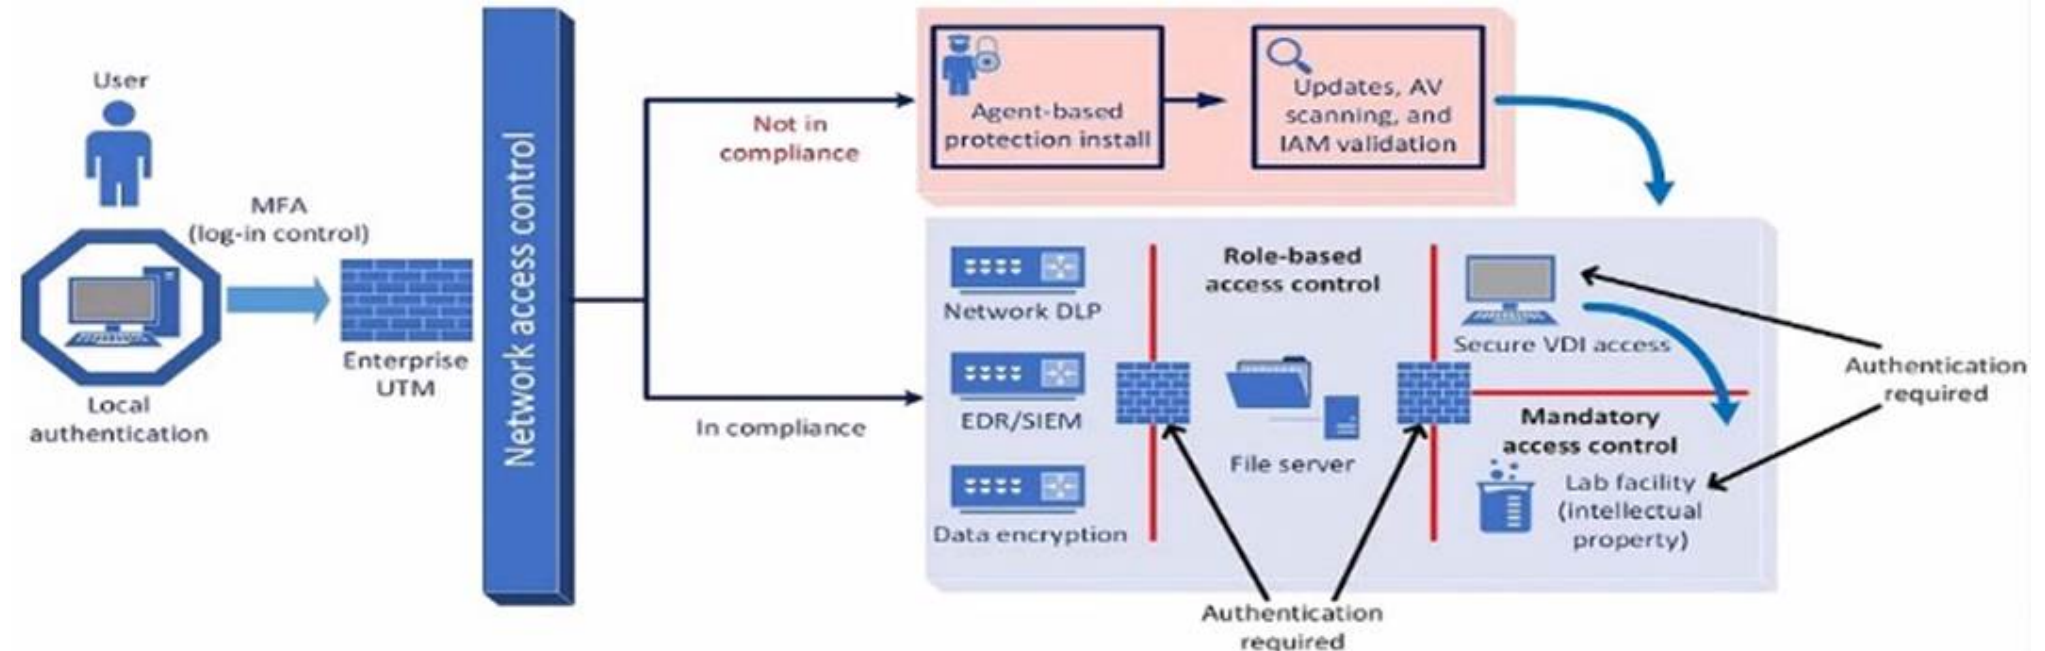 User
MFA
(log-in control)
Local
authentication
Enterprise
UTM
Network access control
Not in
compliance
In compliance
Agent-based
protection install
Updates, AV
scanning, and
IAM validation
Network DLP
EDR/SIEM
Data encryption
Role-based
access control
File server
Secure VDI access
Mandatory
access control
Lab facility
(intellectual
property)
Authentication
required
Authentication
required